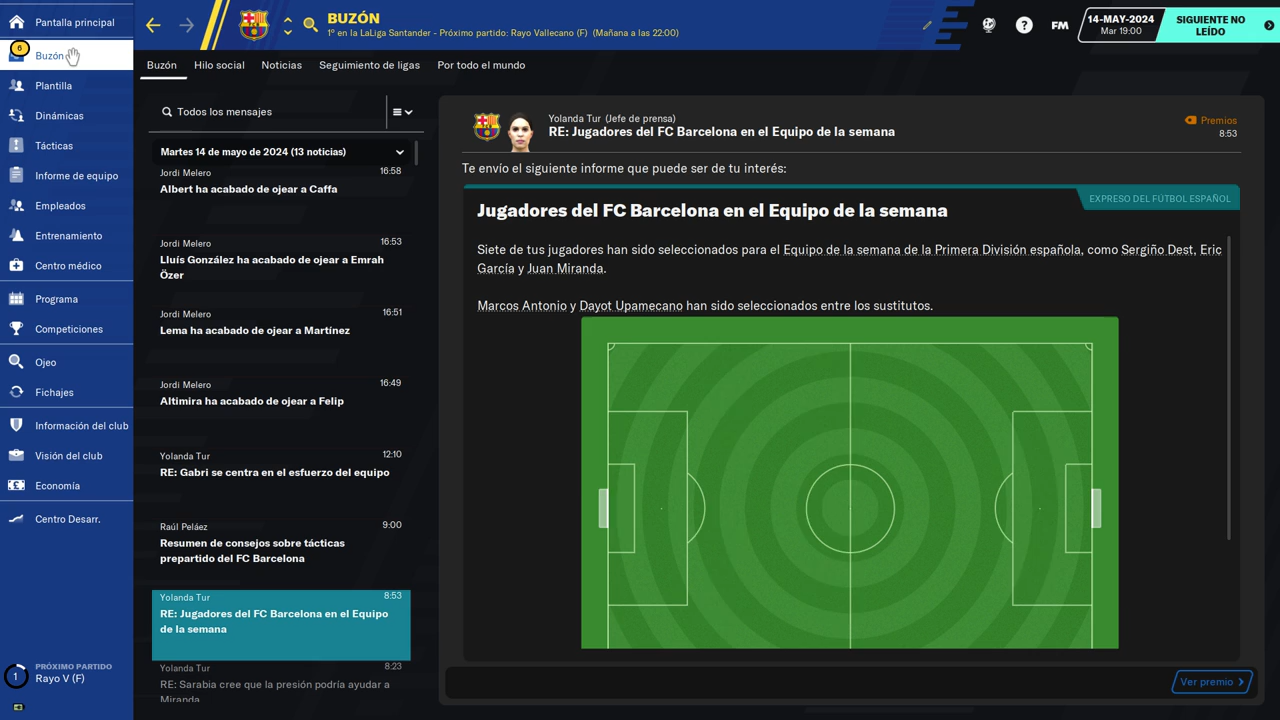 Pantalla principal
6
Buzón
Plantilla
Dinámicas
Tácticas
Informe de equipo
Empleados
Entrenamiento
Centro médico
Programa
Competiciones
Ojeo
Fichajes
Información del club
Visión del club
Economía
Centro Desarr.
1
PRÓXIMO PARTIDO
Rayo V (F)
BUZÓN
1º en la LaLiga Santander - Próximo partido: Rayo Vallecano (F) (Mañana a las 22:00)
?
FM
14-MAY-2024
Mar 19:00
SIGUIENTE NO
LEÍDO
Buzón
Hilo social
Noticias
Seguimiento de ligas
Por todo el mundo
Todos los mensajes
Martes 14 de mayo de 2024 (13 noticias)
Jordi Melero 16:58
Albert ha acabado de ojear a Caffa
Jordi Melero 16:53
Lluís González ha acabado de ojear a Emrah
Özer
Jordi Melero 16:51
Lema ha acabado de ojear a Martínez
Jordi Melero 16:49
Altimira ha acabado de ojear a Felip
Yolanda Tur 12:10
RE: Gabri se centra en el esfuerzo del equipo
Raúl Peláez 9:00
Resumen de consejos sobre tácticas
prepartido del FC Barcelona
Yolanda Tur 8:53
RE: Jugadores del FC Barcelona en el Equipo
de la semana
Yolanda Tur 8:23
RE: Sarabia cree que la presión podría ayudar a
Miranda
Yolanda Tur (Jefe de prensa)
RE: Jugadores del FC Barcelona en el Equipo de la semana
Premios
8:53
Te envío el siguiente informe que puede ser de tu interés:
EXPRESO DEL FÚTBOL ESPAÑOL
Jugadores del FC Barcelona en el Equipo de la semana
Siete de tus jugadores han sido seleccionados para el Equipo de la semana de la Primera División española, como Sergiño Dest, Eric
García y Juan Miranda.
Marcos Antonio y Dayot Upamecano han sido seleccionados entre los sustitutos.
Ver premio